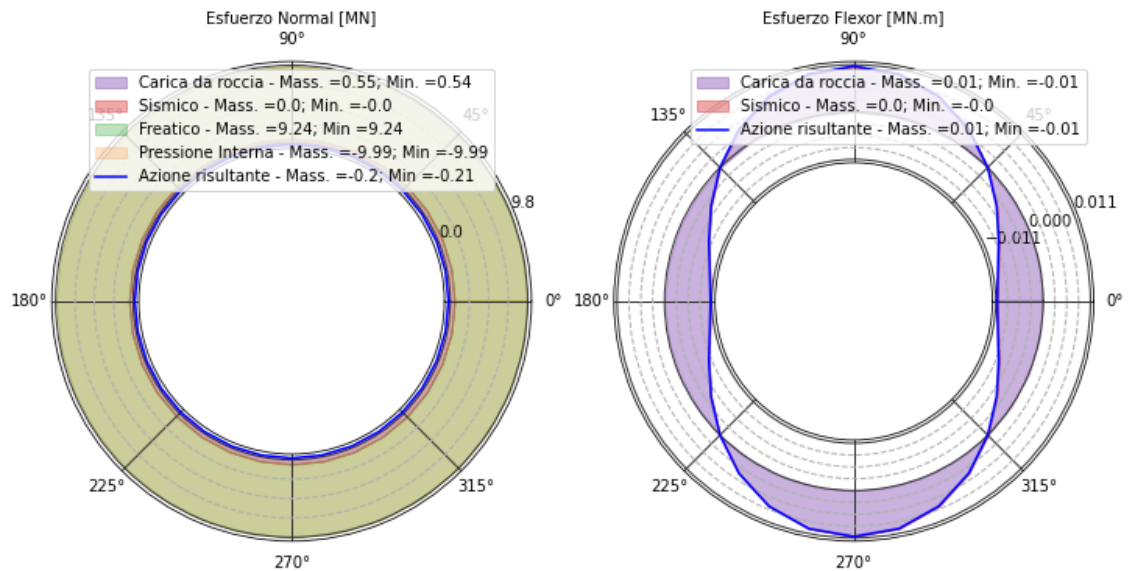 Esfuerzo Normal [MN]
90°
Carica da roccia - Mass. =0.55; Min. =0.54
Sismico - Mass. =0.0; Min. =-0.0
Freatico - Mass. =9.24; Min =9.24
Pressione Interna - Mass. =-9.99; Min =-9.99
Azione risultante - Mass. =-0.2; Min =-0.21
135°
45°
9.8
0.0
180°
0°
225°
315°
270°
Esfuerzo Flexor [MN.m]
90°
Carica da roccia - Mass. =0.01; Min. =-0.01
Sismico - Mass. =0.0; Min. =-0.0
Azione risultante - Mass. =0.01; Min =-0.01
135°
45°
0.011
0.000
−0.011
180°
0°
225°
315°
270°